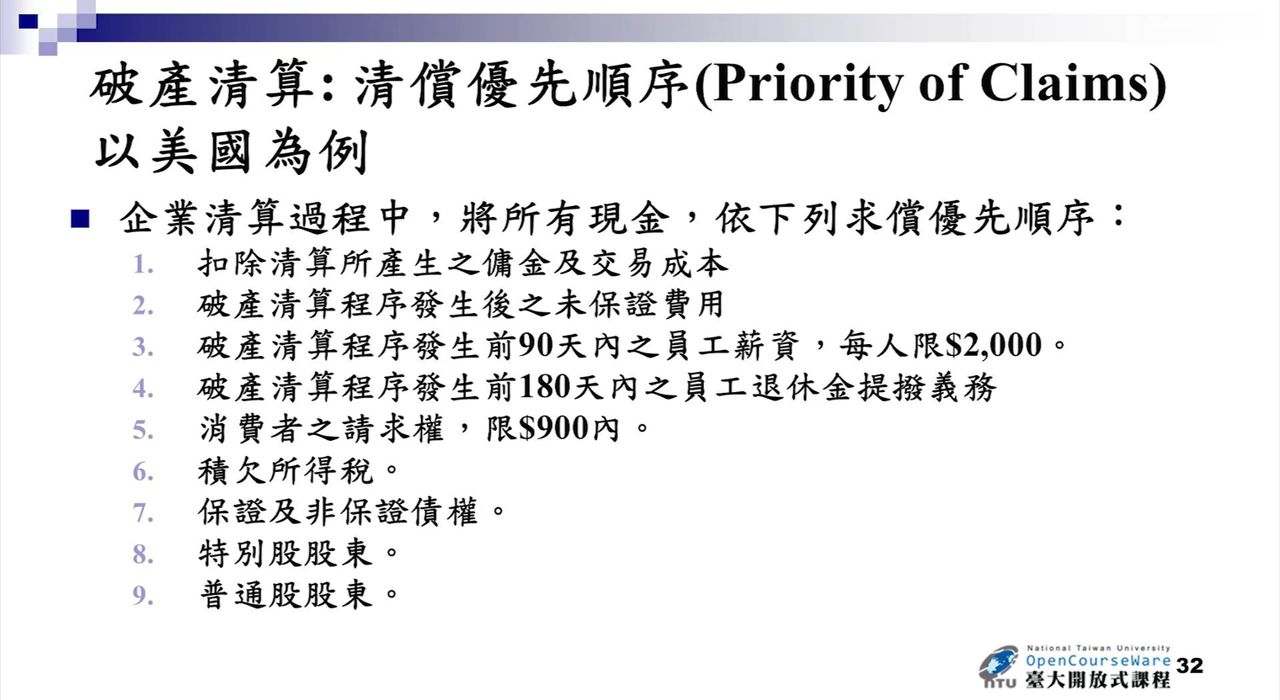 破產清算: 清償優先順序(Priority of Claims)
以美國為例
■ 企業清算過程中，將所有現金，依下列求償優先順序：
1. 扣除清算所產生之傭金及交易成本
2. 破產清算程序發生後之未保證費用
3. 破產清算程序發生前90天內之員工薪資，每人限$2,000。
4. 破產清算程序發生前180天內之員工退休金提撥義務
5. 消費者之請求權，限$900內。
6. 積欠所得稅。
7. 保證及非保證債權。
8. 特別股股東。
9. 普通股股東。
National Taiwan University
OpenCourseWare
NTU 臺大開放式課程
32